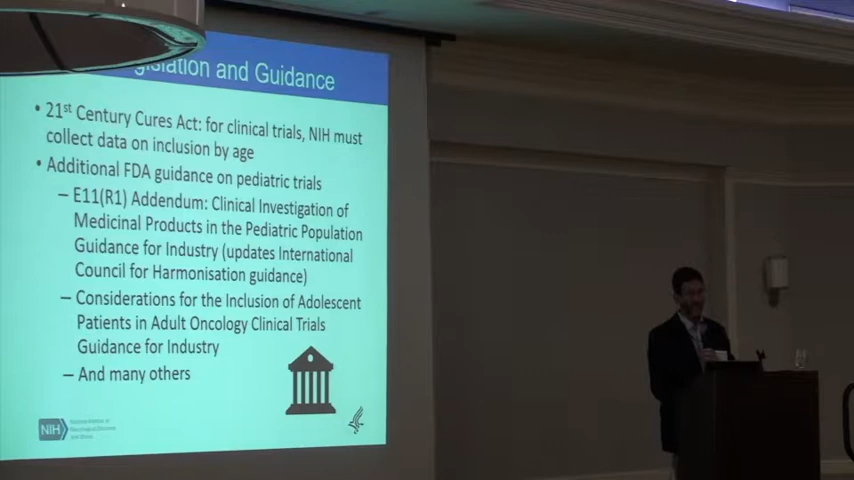 and Guidance
• 21st Century Cures Act: for clinical trials, NIH must
collect data on inclusion by age
• Additional FDA guidance on pediatric trials
– E11(R1) Addendum: Clinical Investigation of
Medicinal Products in the Pediatric Population
Guidance for Industry (updates International
Council for Harmonisation guidance)
– Considerations for the Inclusion of Adolescent
Patients in Adult Oncology Clinical Trials
Guidance for Industry
– And many others
NIH